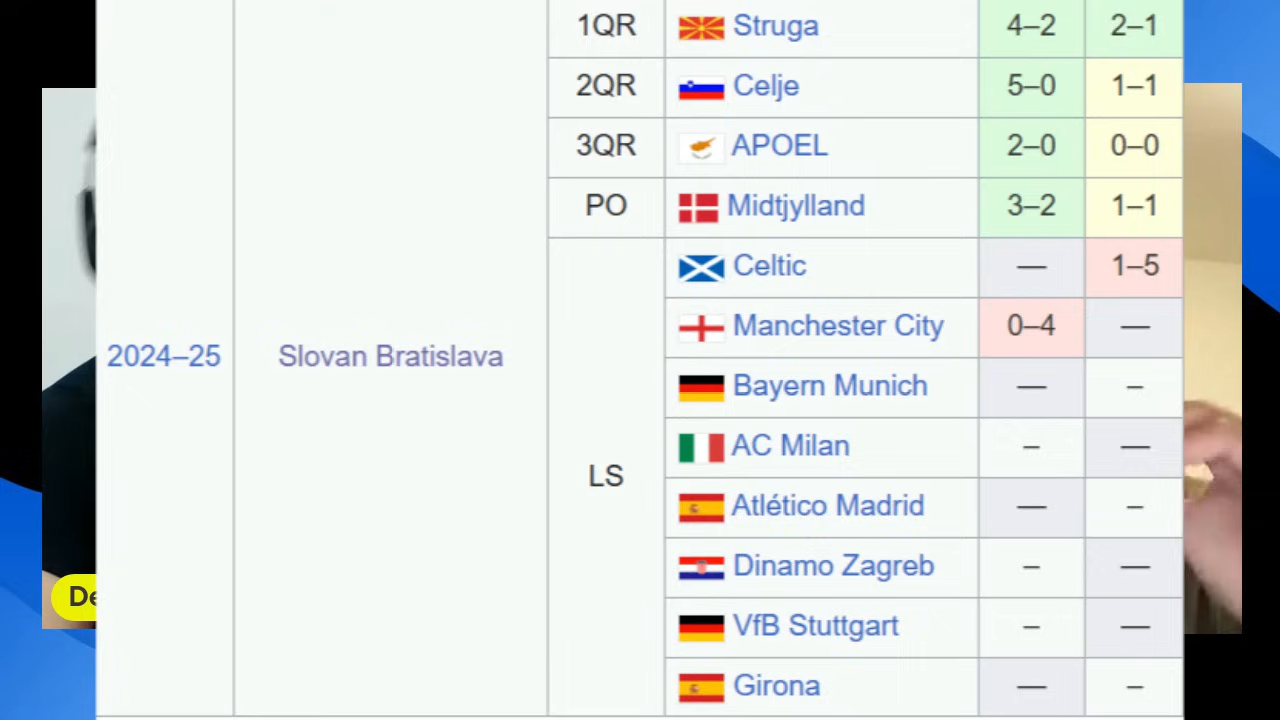 1QR Struga 4–2 2–1
2QR Celje 5–0 1–1
3QR APOEL 2–0 0–0
PO Midtjylland 3–2 1–1
2024–25 Slovan Bratislava LS
Celtic — 1–5
Manchester City 0–4 —
Bayern Munich — –
AC Milan – —
Atlético Madrid — –
Dinamo Zagreb – —
VfB Stuttgart – —
Girona — –
De